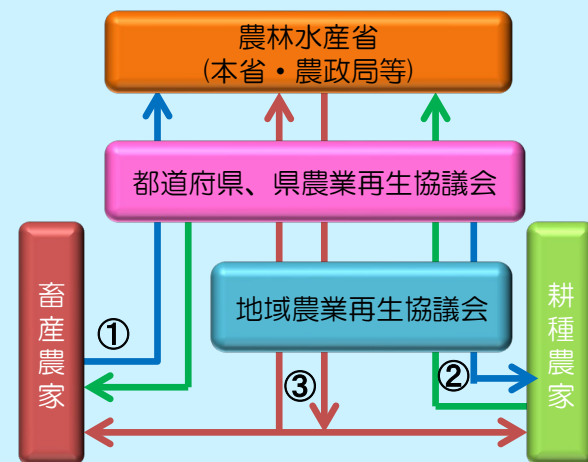 農林水産省
(本省・農政局等)
都道府県、県農業再生協議会
畜産農家
地域農業再生協議会
耕種農家
①
②
③